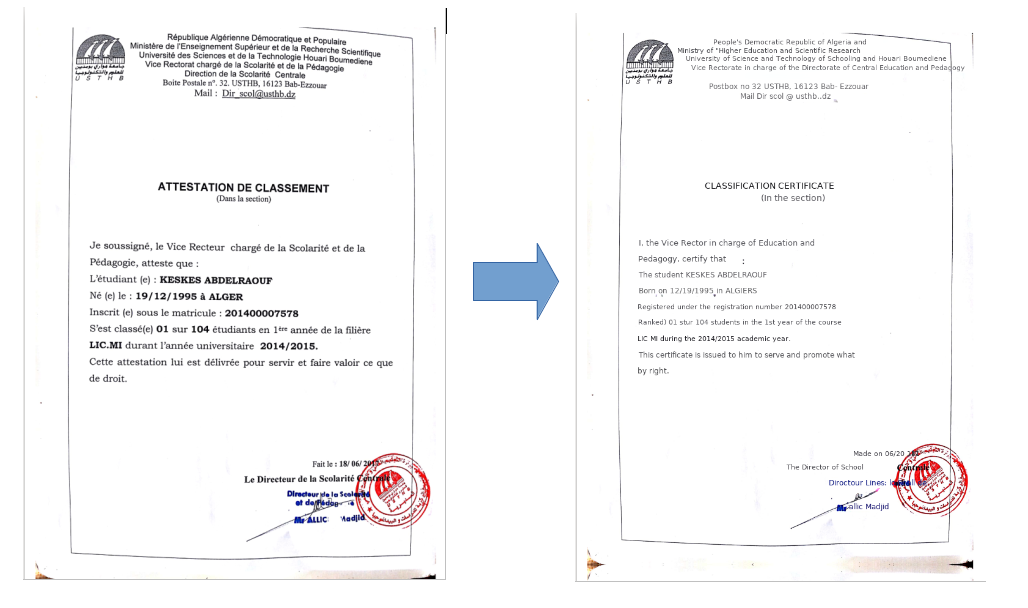 République Algérienne Démocratique et Populaire
Ministère de l'Enseignement Supérieur et de la Recherche Scientifique
Université des Sciences et de la Technologie Houari Boumediene
Vice Rectorat chargé de la Scolarité et de la Pédagogie
Direction de la Scolarité Centrale
Boite Postale n°. 32. USTHB, 16123 Bab-Ezzouar
Mail : Dir_scol@usthb.dz
U S T H B
ATTESTATION DE CLASSEMENT
(Dans la section)
Je soussigné, le Vice Recteur chargé de la Scolarité et de la
Pédagogie, atteste que :
L'étudiant (e) : KESKES ABDELRAOUF
Né (e) le : 19/12/1995 à ALGER
Inscrit (e) sous le matricule : 201400007578
S'est classé(e) 01 sur 104 étudiants en 1ère année de la filière
LIC.MI durant l'année universitaire 2014/2015.
Cette attestation lui est délivrée pour servir et faire valoir ce que
de droit.
Fait le : 18/ 06/
Le Directeur de la Scolarité
Directeur de la Scolarité
et de
Mr ALLIC Madjid
People's Democratic Republic of Algeria and
Ministry of "Higher Education and Scientific Research
University of Science and Technology of Schooling and Houari Boumediene
Vice Rectorate in charge of the Directorate of Central Education and Pedagogy
Postbox no 32 USTHB, 16123 Bab- Ezzouar
Mail Dir scol @ usthb..dz
U S T H B
CLASSIFICATION CERTIFICATE
(In the section)
I, the Vice Rector in charge of Education and
Pedagogy, certify that :
The student KESKES ABDELRAOUF
Born on 12/19/1995 in ALGIERS
Registered under the registration number 201400007578
Ranked) 01 stur 104 students in the 1st year of the course
LIC MI during the 2014/2015 academic year.
This certificate is issued to him to serve and promote what
by right.
Made on 06/20
The Director of School
Directour Lines:
Mr allic Madjid